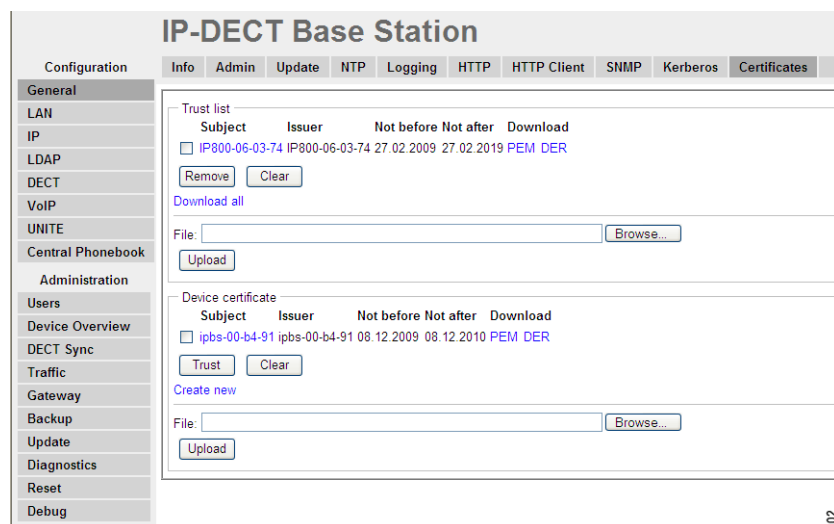 IP-DECT Base Station
Configuration
Info Admin Update NTP Logging HTTP HTTP Client SNMP Kerberos Certificates
General
LAN
IP
LDAP
DECT
VoIP
UNITE
Central Phonebook
Administration
Users
Device Overview
DECT Sync
Traffic
Gateway
Backup
Update
Diagnostics
Reset
Debug
Trust list
Subject Issuer Not before Not after Download
IP800-06-03-74 IP800-06-03-74 27.02.2009 27.02.2019 PEM DER
Remove Clear
Download all
File: Browse...
Upload
Device certificate
Subject Issuer Not before Not after Download
ipbs-00-b4-91 ipbs-00-b4-91 08.12.2009 08.12.2010 PEM DER
Trust Clear
Create new
File: Browse...
Upload
02